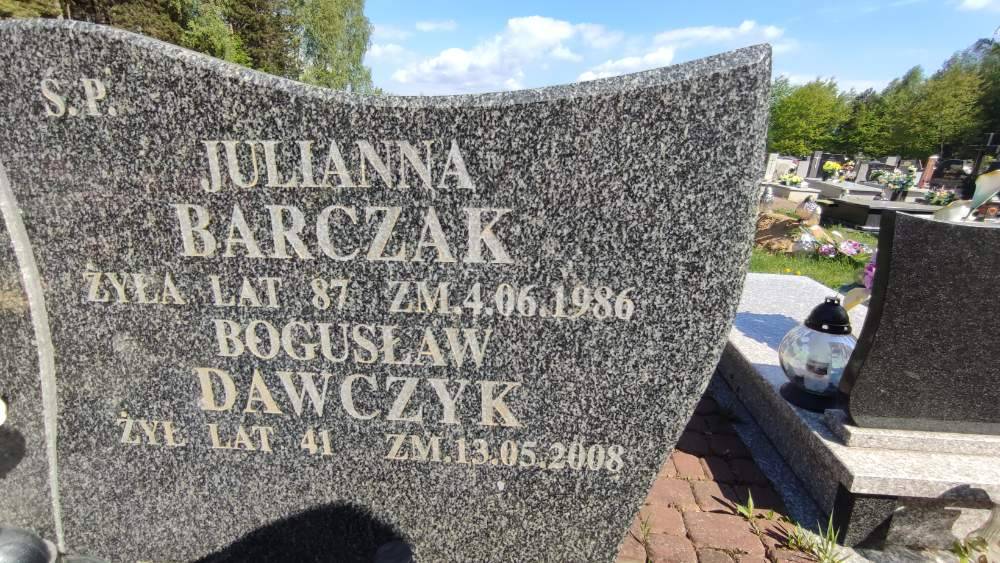 S.P.
JULIANNA
BARCZAK
ŻYŁA LAT 87 ZM.4.06.1986
BOGUSŁAW
DAWCZYK
ŻYŁ LAT 41 ZM.13.05.2008